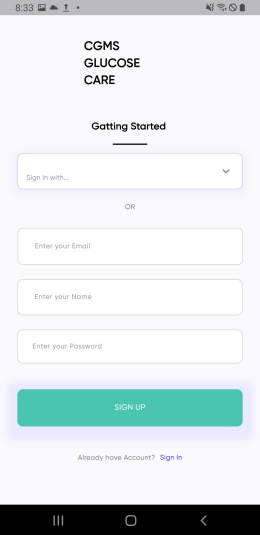 8:33
CGMS
GLUCOSE
CARE
Gatting Started
Sign in with...
OR
Enter your Email
Enter your Name
Enter your Password
SIGN UP
Already have Account? Sign In